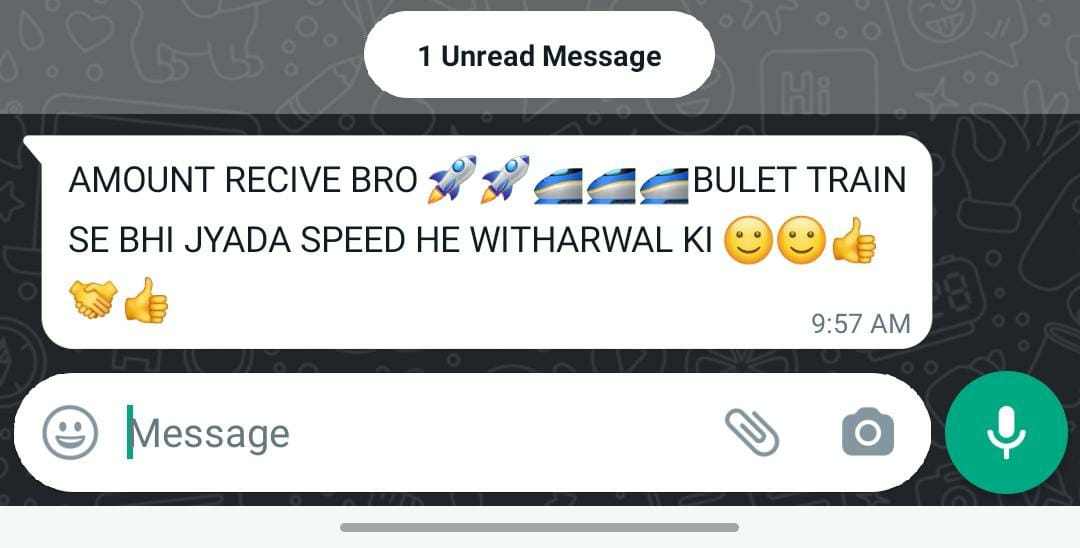 1 Unread Message
AMOUNT RECIVE BRO 🚀🚀🚅🚅🚅BULET TRAIN
SE BHI JYADA SPEED HE WITHARWAL KI 🙂🙂👍
🤝👍
9:57 AM
Message